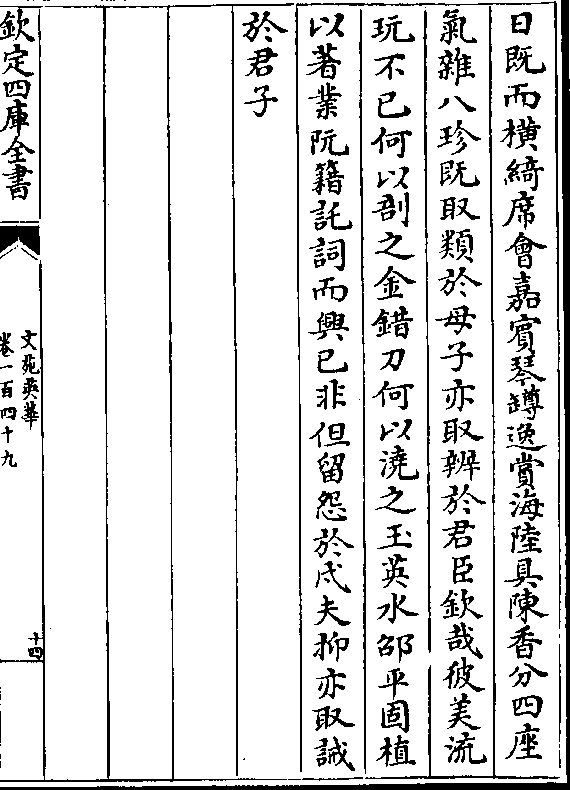 日既而横綺席會嘉賓琴罇逸賞海陸具陳香分四座
氣雜八珍既取類於母子亦取辨於君臣欽哉彼美流
玩不已何以剖之金錯刀何以澆之玉英水邵平固植
以著業阮籍託詞而興已非但留怨於戍夫抑亦取誡
於君子
欽定四庫全書
文苑英華
卷一百四十九
十四